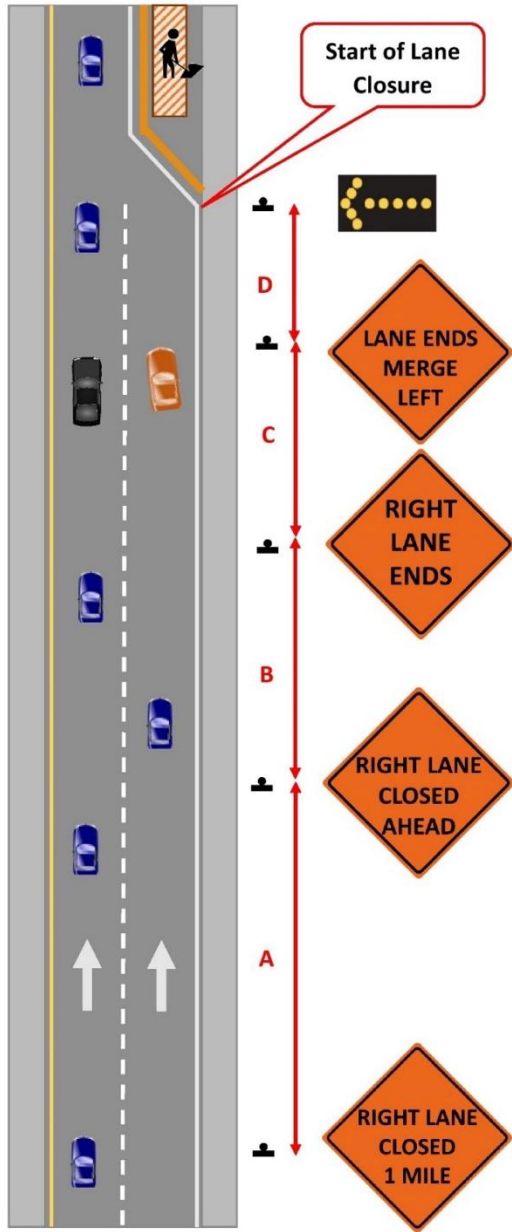 Start of Lane
Closure
D
LANE ENDS
MERGE
LEFT
C
RIGHT
LANE
ENDS
B
RIGHT LANE
CLOSED
AHEAD
A
RIGHT LANE
CLOSED
1 MILE